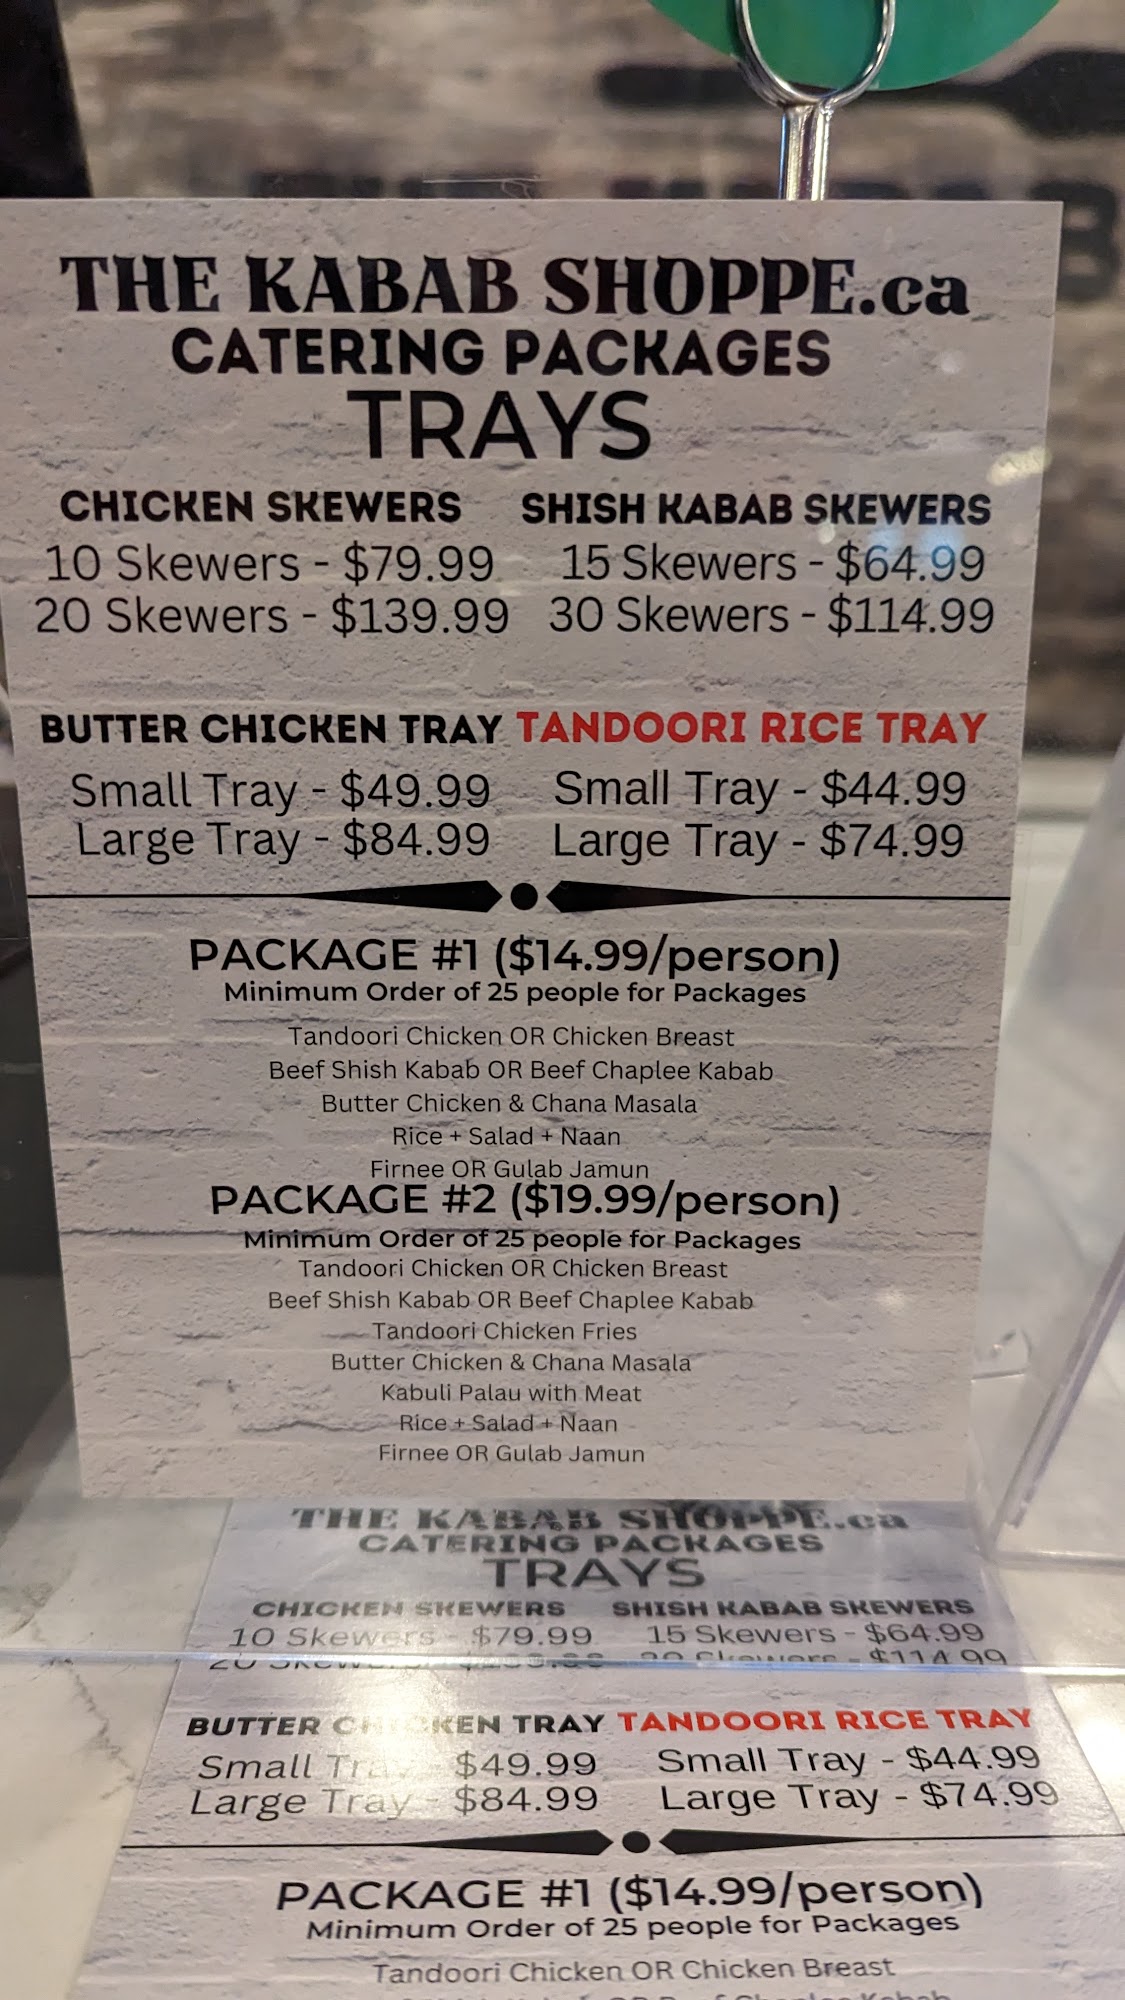 THE KABAB SHOPPE.ca
CATERING PACKAGES
TRAYS
CHICKEN SKEWERS SHISH KABAB SKEWERS
10 Skewers - $79.99 15 Skewers - $64.99
20 Skewers - $139.99 30 Skewers - $114.99
BUTTER CHICKEN TRAY TANDOORI RICE TRAY
Small Tray - $49.99 Small Tray - $44.99
Large Tray - $84.99 Large Tray - $74.99
PACKAGE #1 ($14.99/person)
Minimum Order of 25 people for Packages
Tandoori Chicken OR Chicken Breast
Beef Shish Kabab OR Beef Chaplee Kabab
Butter Chicken & Chana Masala
Rice + Salad + Naan
Firnee OR Gulab Jamun
PACKAGE #2 ($19.99/person)
Minimum Order of 25 people for Packages
Tandoori Chicken OR Chicken Breast
Beef Shish Kabab OR Beef Chaplee Kabab
Tandoori Chicken Fries
Butter Chicken & Chana Masala
Kabuli Palau with Meat
Rice + Salad + Naan
Firnee OR Gulab Jamun
THE KABAB SHOPPE.ca
CATERING PACKAGES
TRAYS
CHICKEN SKEWERS SHISH KABAB SKEWERS
10 Skewers - $79.99 15 Skewers - $64.99
$114.99
BUTTER CHICKEN TRAY TANDOORI RICE TRAY
Small $49.99 Small Tray - $44.99
Large Tray - $84.99 Large Tray - $74.99
PACKAGE #1 ($14.99/person)
Minimum Order of 25 people for Packages
Tandoori Chicken OR Chicken Breast